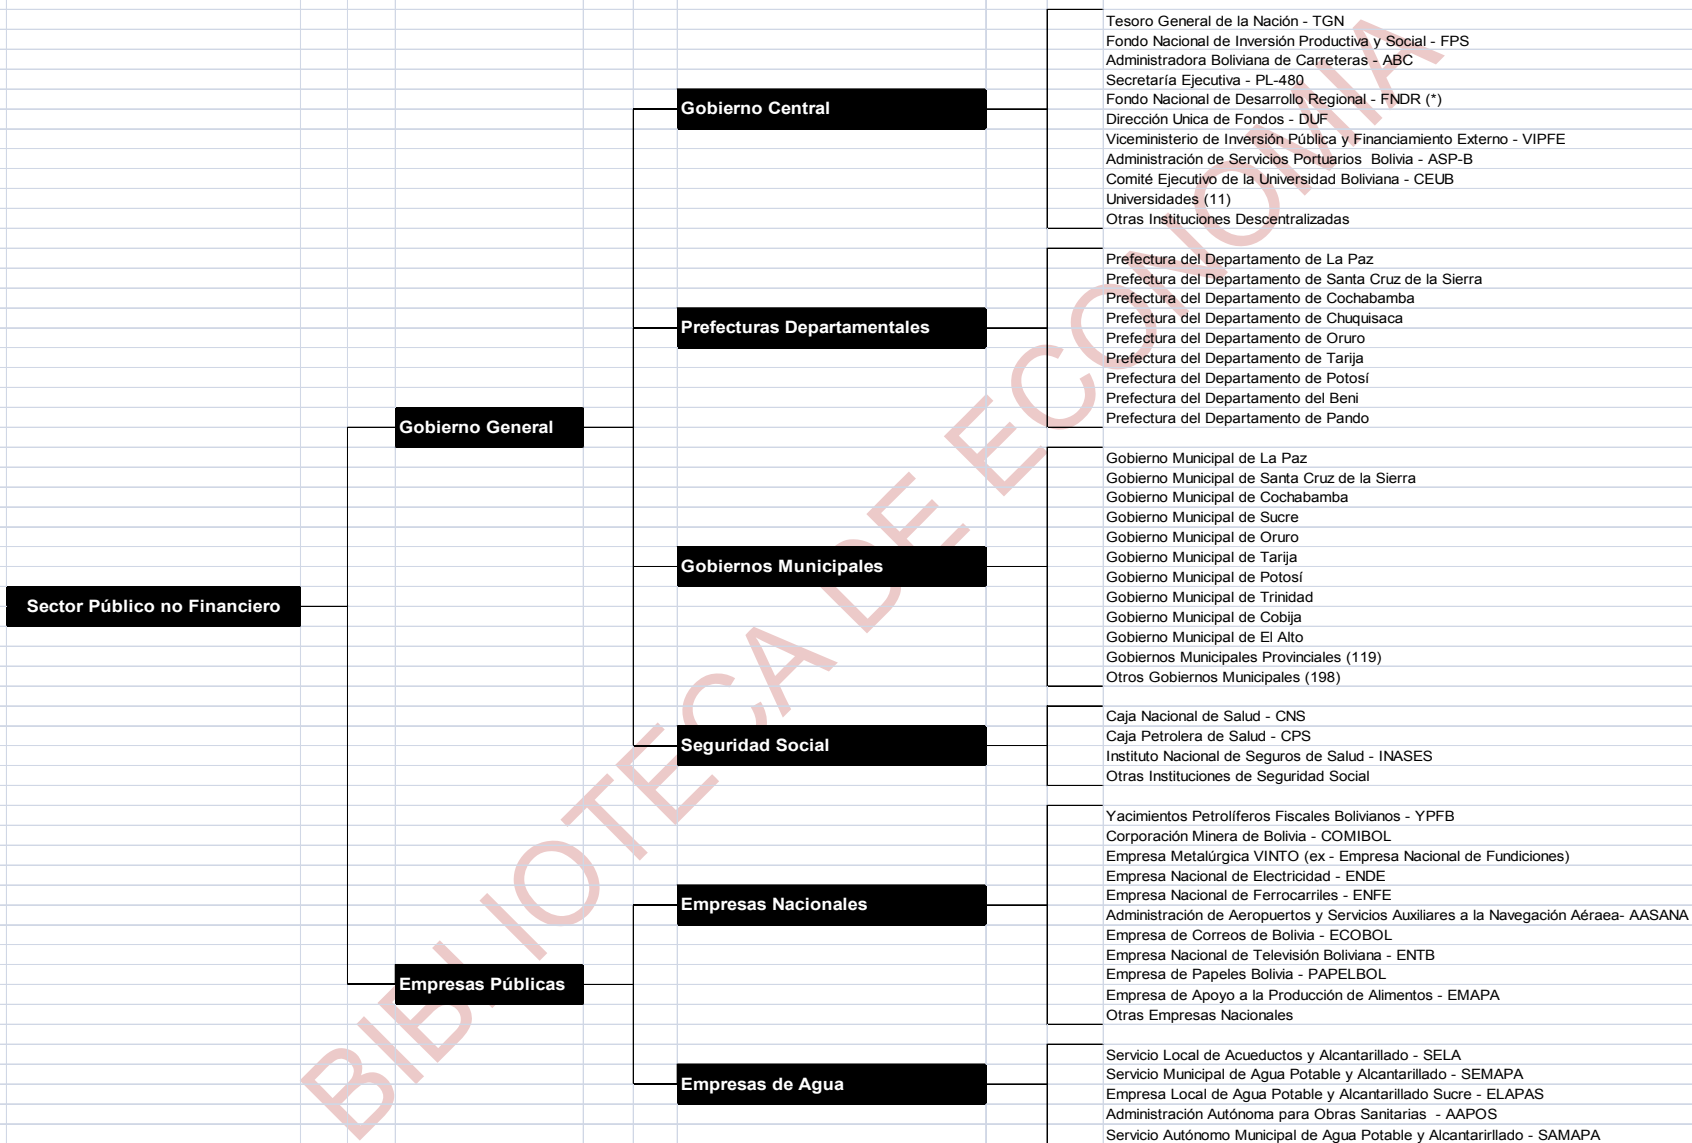 Tesoro General de la Nación - TGN
Fondo Nacional de Inversión Productiva y Social - FPS
Administradora Boliviana de Carreteras - ABC
Secretaría Ejecutiva - PL-480
Gobierno Central
Fondo Nacional de Desarrollo Regional - FNDR (*)
Dirección Unica de Fondos - DUF
Viceministerio de Inversión Pública y Financiamiento Externo - VIPFE
Administración de Servicios Portuarios  Bolivia - ASP-B
Comité Ejecutivo de la Universidad Boliviana - CEUB
Universidades (11)
Otras Instituciones Descentralizadas
Prefectura del Departamento de La Paz
Prefectura del Departamento de Santa Cruz de la Sierra
Prefectura del Departamento de Cochabamba
Prefecturas Departamentales
Prefectura del Departamento de Chuquisaca
Prefectura del Departamento de Oruro
Prefectura del Departamento de Tarija
Prefectura del Departamento de Potosí
Prefectura del Departamento del Beni
Prefectura del Departamento de Pando
Gobierno General
Gobierno Municipal de La Paz
Gobierno Municipal de Santa Cruz de la Sierra
Gobierno Municipal de Cochabamba
Gobierno Municipal de Sucre
Gobierno Municipal de Oruro
Gobiernos Municipales
Gobierno Municipal de Tarija
Gobierno Municipal de Potosí
Gobierno Municipal de Trinidad
Sector Público no Financiero
Gobierno Municipal de Cobija
Gobierno Municipal de El Alto
Gobiernos Municipales Provinciales (119)
Otros Gobiernos Municipales (198)
Caja Nacional de Salud - CNS
Caja Petrolera de Salud - CPS
Seguridad Social
Instituto Nacional de Seguros de Salud - INASES
Otras Instituciones de Seguridad Social
Yacimientos Petrolíferos Fiscales Bolivianos - YPFB
Corporación Minera de Bolivia - COMIBOL
Empresa Metalúrgica VINTO (ex - Empresa Nacional de Fundiciones)
Empresa Nacional de Electricidad - ENDE
Empresas Nacionales
Empresa Nacional de Ferrocarriles - ENFE
Administración de Aeropuertos y Servicios Auxiliares a la Navegación Aéraea- AASANA
Empresa de Correos de Bolivia - ECOBOL
Empresa Nacional de Televisión Boliviana - ENTB
Empresa de Papeles Bolivia - PAPELBOL
Empresas Públicas
Empresa de Apoyo a la Producción de Alimentos - EMAPA
Otras Empresas Nacionales
Servicio Local de Acueductos y Alcantarillado - SELA
Servicio Municipal de Agua Potable y Alcantarillado - SEMAPA
Empresas de Agua
Empresa Local de Agua Potable y Alcantarillado Sucre - ELAPAS
Administración Autónoma para Obras Sanitarias  - AAPOS
Servicio Autónomo Municipal de Agua Potable y Alcantarirllado - SAMAPA
BIBLIOTECA DE ECONOMIA